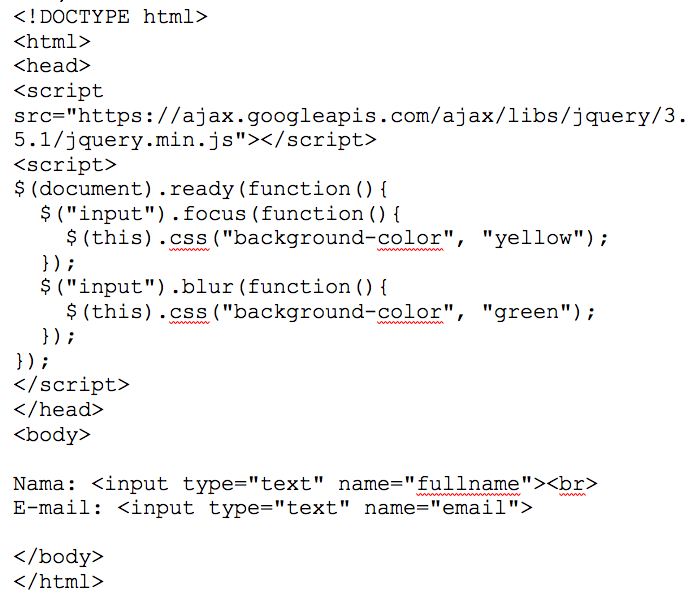 <!DOCTYPE html>
<html>
<head>
<script
src="https://ajax.googleapis.com/ajax/libs/jquery/3.
5.1/jquery.min.js"></script>
<script>
$(document).ready(function(){
  $("input").focus(function(){
    $(this).css("background-color", "yellow");
  });
  $("input").blur(function(){
    $(this).css("background-color", "green");
  });
});
</script>
</head>
<body>

Nama: <input type="text" name="fullname"><br>
E-mail: <input type="text" name="email">

</body>
</html>